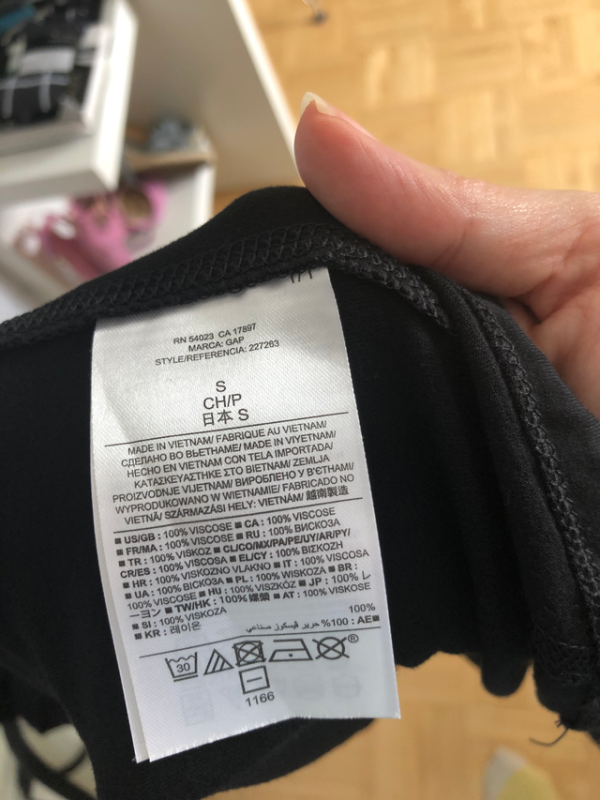 RN 54023 CA 17897
MARCA: GAP
STYLE/REFERENCIA: 227263
S
CH/P
日本 S
MADE IN VIETNAM/ FABRIQUE AU VIETNAM/
СДЕЛАНО ВО ВЬЕТНАМЕ/ MADE IN VIYETNAM/
HECHO EN VIETNAM CON TELA IMPORTADA/
ΚΑΤΑΣΚΕΥΑΣΤΗΚΕ ΣΤΟ ΒΙΕΤΝΑΜ/ ZEMLJA
PROIZVODNJE VIJETNAM/ ВИРОБЛЕНО У В'ЄТНАМІ/
WYPRODUKOWANO W WIETNAMIE/ FABRICADO NO
VIETNÃ/ SZÁRMAZÁSI HELY: VIETNÁM/ 越南製造
■ US/GB : 100% VISCOSE ■ CA : 100% VISCOSE
■ FR/MA : 100% VISCOSE ■ RU : 100% ВИСКОЗА
■ TR : 100% VİSKOZ ■ CL/CO/MX/PA/PE/UY/AR/PY/
CR/ES : 100% VISCOSA ■ EL/CY : 100% ΒΙΣΚΟΖΗ
■ HR : 100% VISKOZNO VLAKNO ■ IT : 100% VISCOSA
■ UA : 100% ВІСКОЗА ■ PL : 100% WISKOZA ■ BR :
100% VISCOSE ■ HU : 100% VISZKÓZ ■ JP : 100% レ
ーヨン ■ TW/HK : 100% 嫘縈 ■ AT : 100% VISKOSE
■ SI : 100% VISKOZA 100%
■ KR : 레이온 ■AE : 100% حرير فيسكوز صناعي
30
®
1166